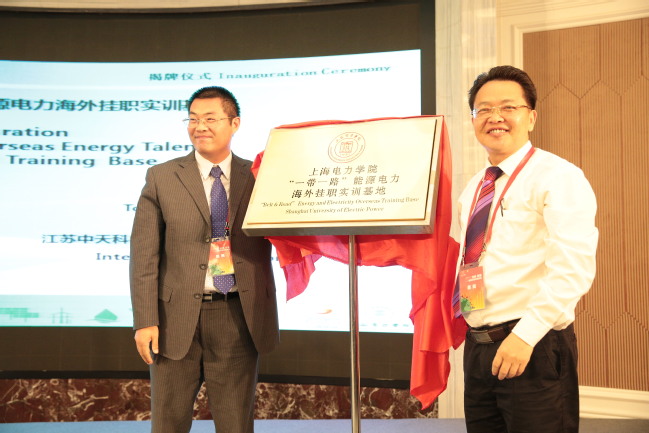 揭牌仪式 Inauguration Ceremony
源电力海外挂职实训
ration
erseas Energy Talen
Training Base
江苏中天科
Inte
上海电力学院
“一带一路”能源电力
海外挂职实训基地
"Belt & Road" Energy and Electricity Overseas Training Base
Shanghai University of Electric Power